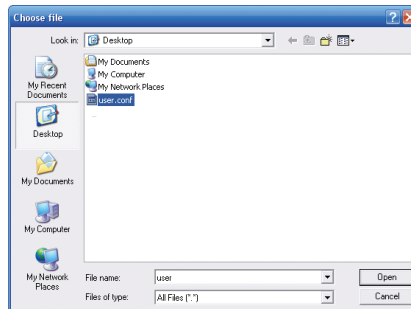 Choose file
Look in: Desktop
My Recent
Documents
Desktop
My Documents
My Computer
My Network
Places
My Documents
My Computer
My Network Places
user.conf
File name: user Open
Files of type: All Files (*.*) Cancel